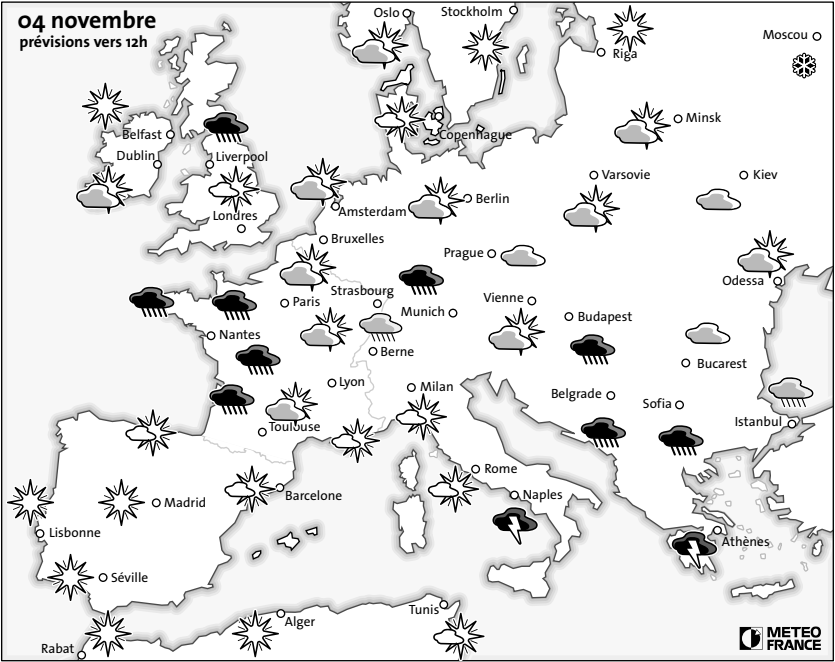 04 novembre
prévisions vers 12h
Oslo
Stockholm
Riga
Moscou
Belfast
Dublin
Liverpool
Copenhague
Minsk
Londres
Amsterdam
Berlin
Varsovie
Kiev
Bruxelles
Prague
Odessa
Paris
Strasbourg
Munich
Vienne
Budapest
Nantes
Berne
Bucarest
Lyon
Milan
Belgrade
Sofia
Istanbul
Toulouse
Rome
Naples
Madrid
Barcelone
Lisbonne
Athènes
Séville
Alger
Tunis
Rabat
METEO
FRANCE